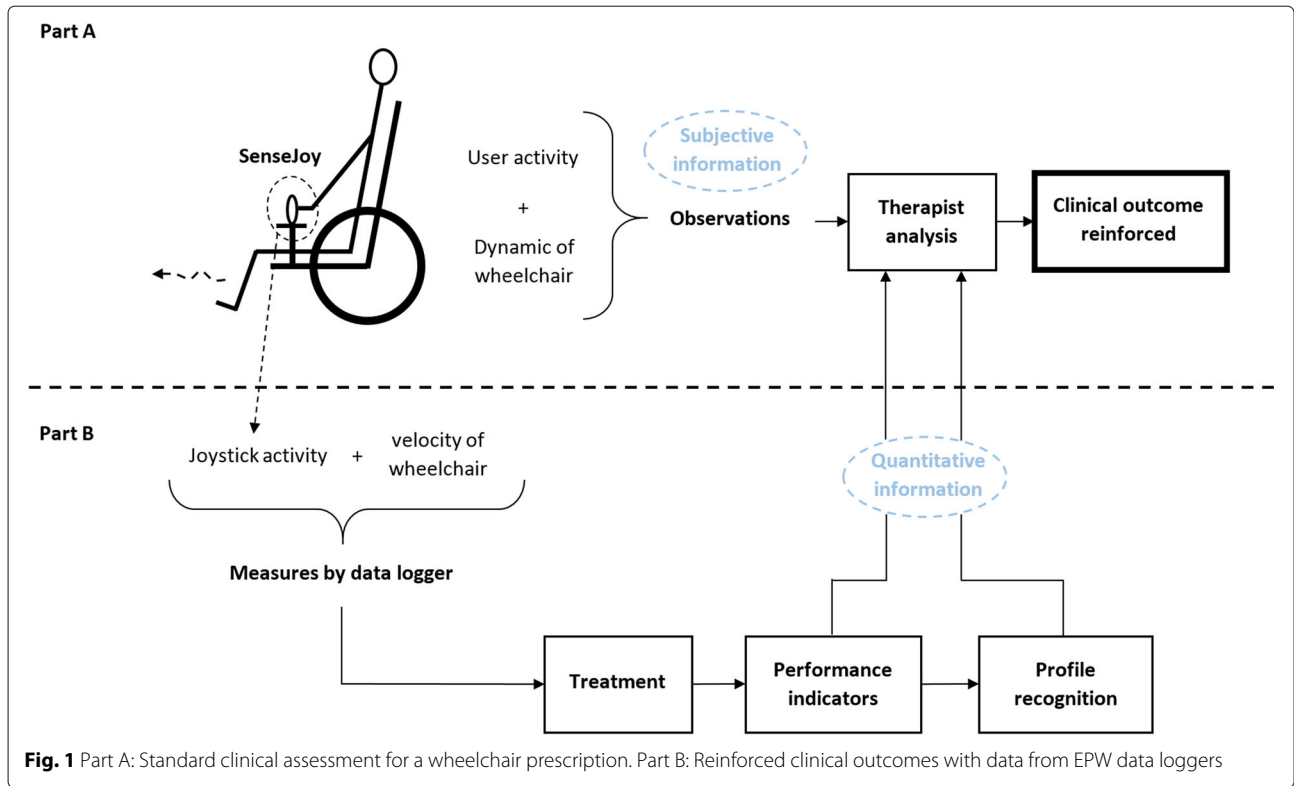 Part A
SenseJoy
User activity
+
Dynamic of
wheelchair
Subjective
information
Observations
Therapist
analysis
Clinical outcome
reinforced
Part B
Joystick activity + velocity of
wheelchair
Measures by data logger
Quantitative
information
Treatment
Performance
indicators
Profile
recognition
Fig. 1 Part A: Standard clinical assessment for a wheelchair prescription. Part B: Reinforced clinical outcomes with data from EPW data loggers